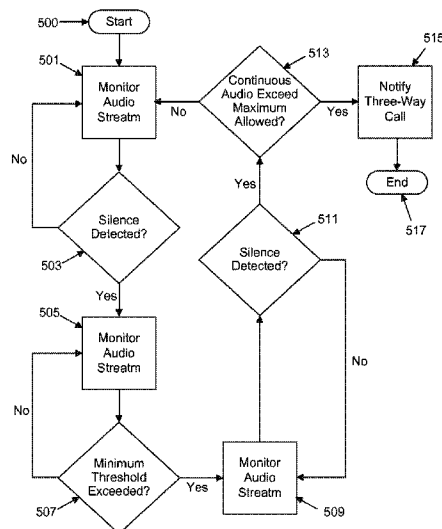 500
Start
501
Monitor
Audio
Streatm
No
Silence
Detected?
503
Yes
505
Monitor
Audio
Streatm
No
Minimum
Threshold
Exceeded?
507
Yes
Monitor
Audio
Streatm
509
No
Silence
Detected?
511
Yes
Continuous
Audio Exceed
Maximum
Allowed?
513
No
Yes
515
Notify
Three-Way
Call
End
517